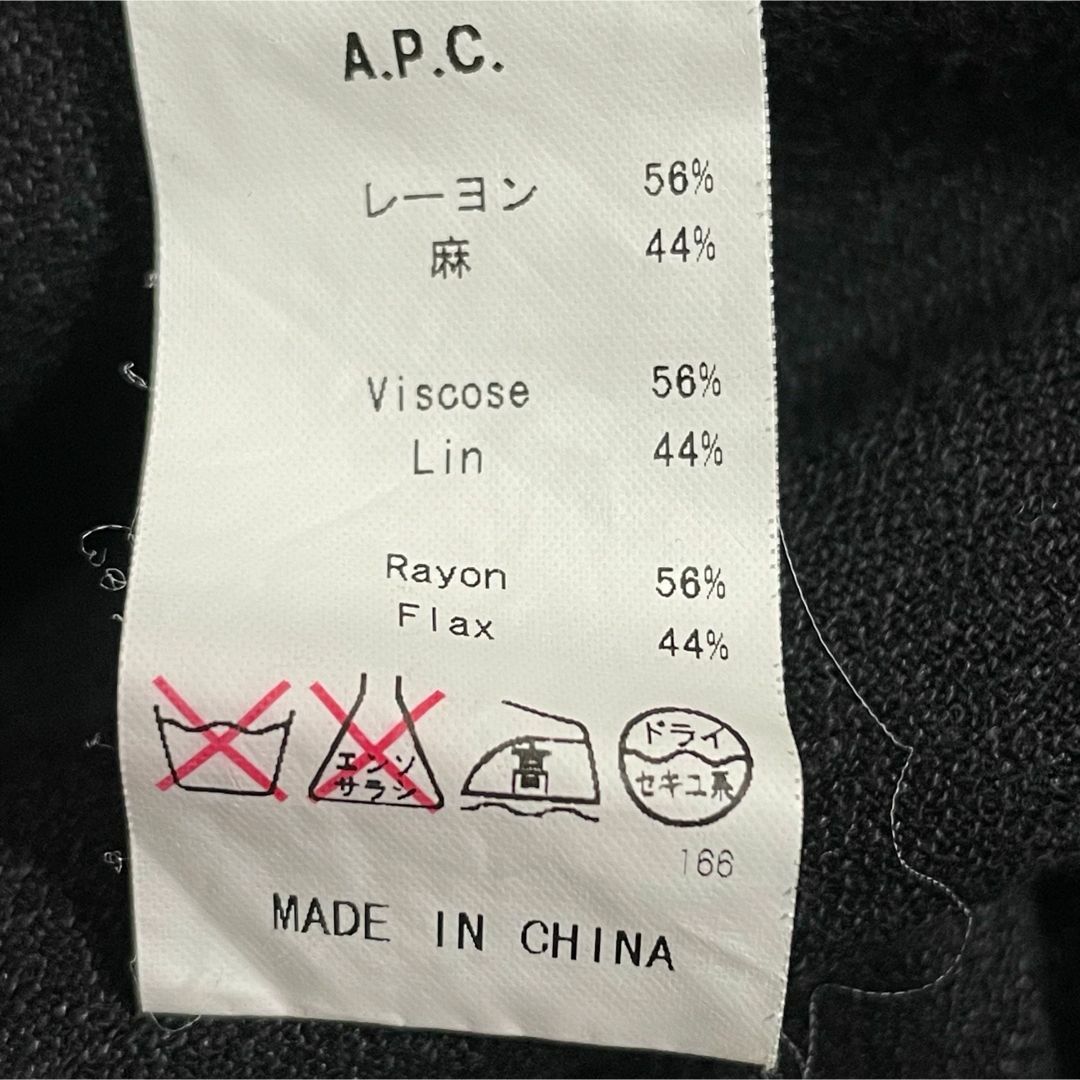 A.P.C.
レーヨン 56%
麻 44%
Viscose 56%
Lin 44%
Rayon 56%
Flax 44%
エンソ
サラシ
高
ドライ
セキユ系
166
MADE IN CHINA